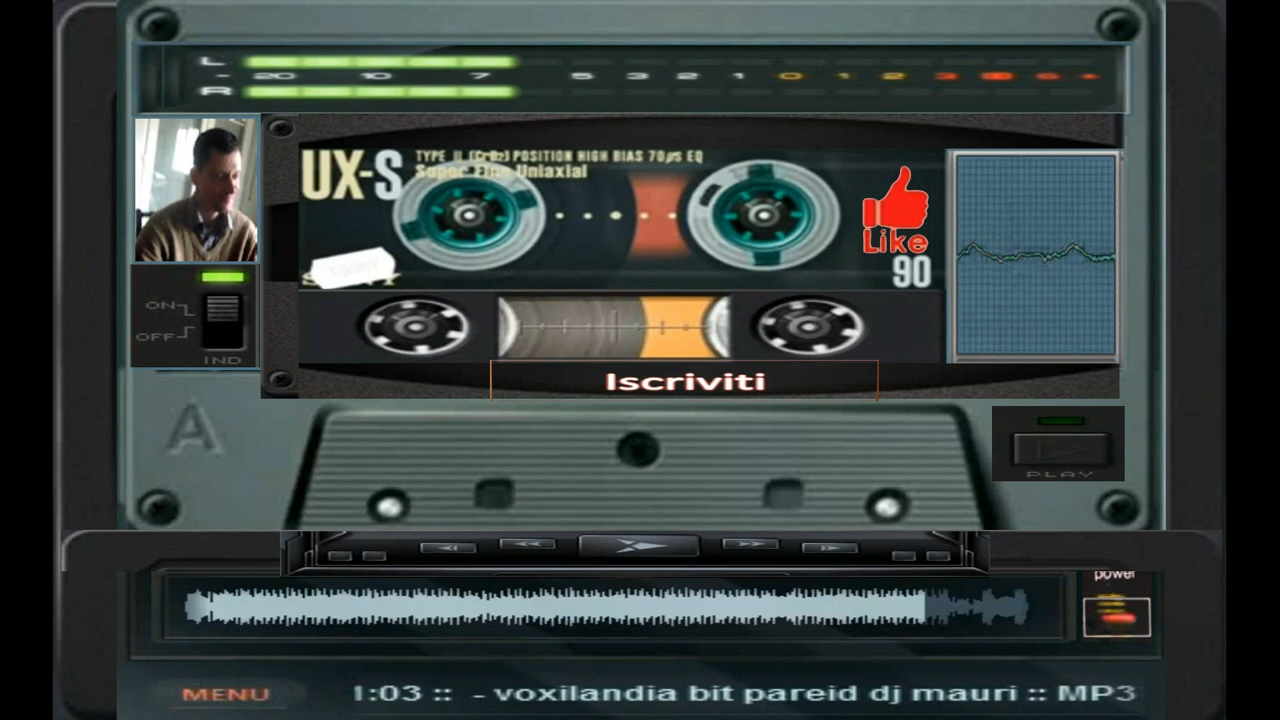 L
- 20 10 7 5 3 2 1 0 1 2 3
R
UX-S
TYPE II (CrO2) POSITION HIGH BIAS 70µs EQ
Super Fine Uniaxial
Like
90
ON
OFF
IND
Iscriviti
A
PLAY
power
MENU
1:03 :: - voxilandia bit pareid dj mauri :: MP3